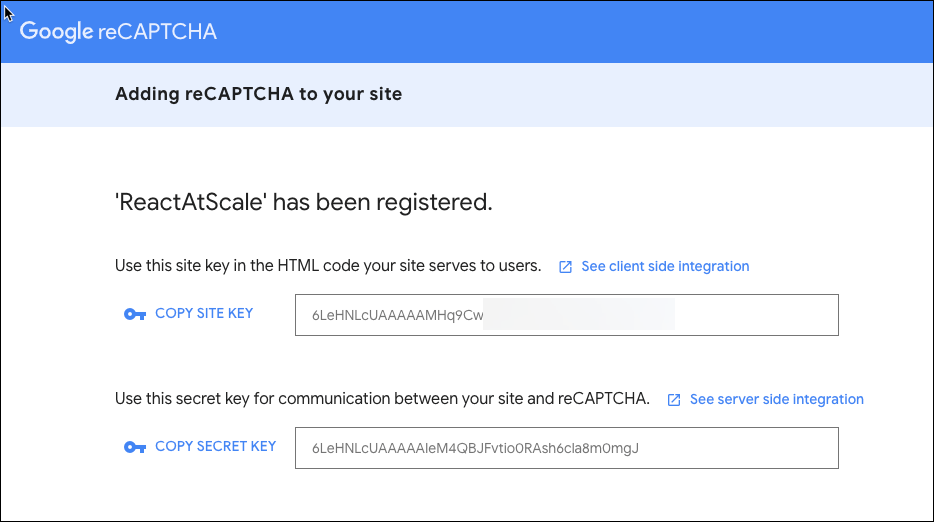 Google reCAPTCHA
Adding reCAPTCHA to your site
'ReactAtScale' has been registered.
Use this site key in the HTML code your site serves to users. See client side integration
COPY SITE KEY 6LeHNLcUAAAAAMHq9Cw
Use this secret key for communication between your site and reCAPTCHA. See server side integration
COPY SECRET KEY 6LeHNLcUAAAAAIeM4QBJFvtio0RAsh6cIa8m0mgJ